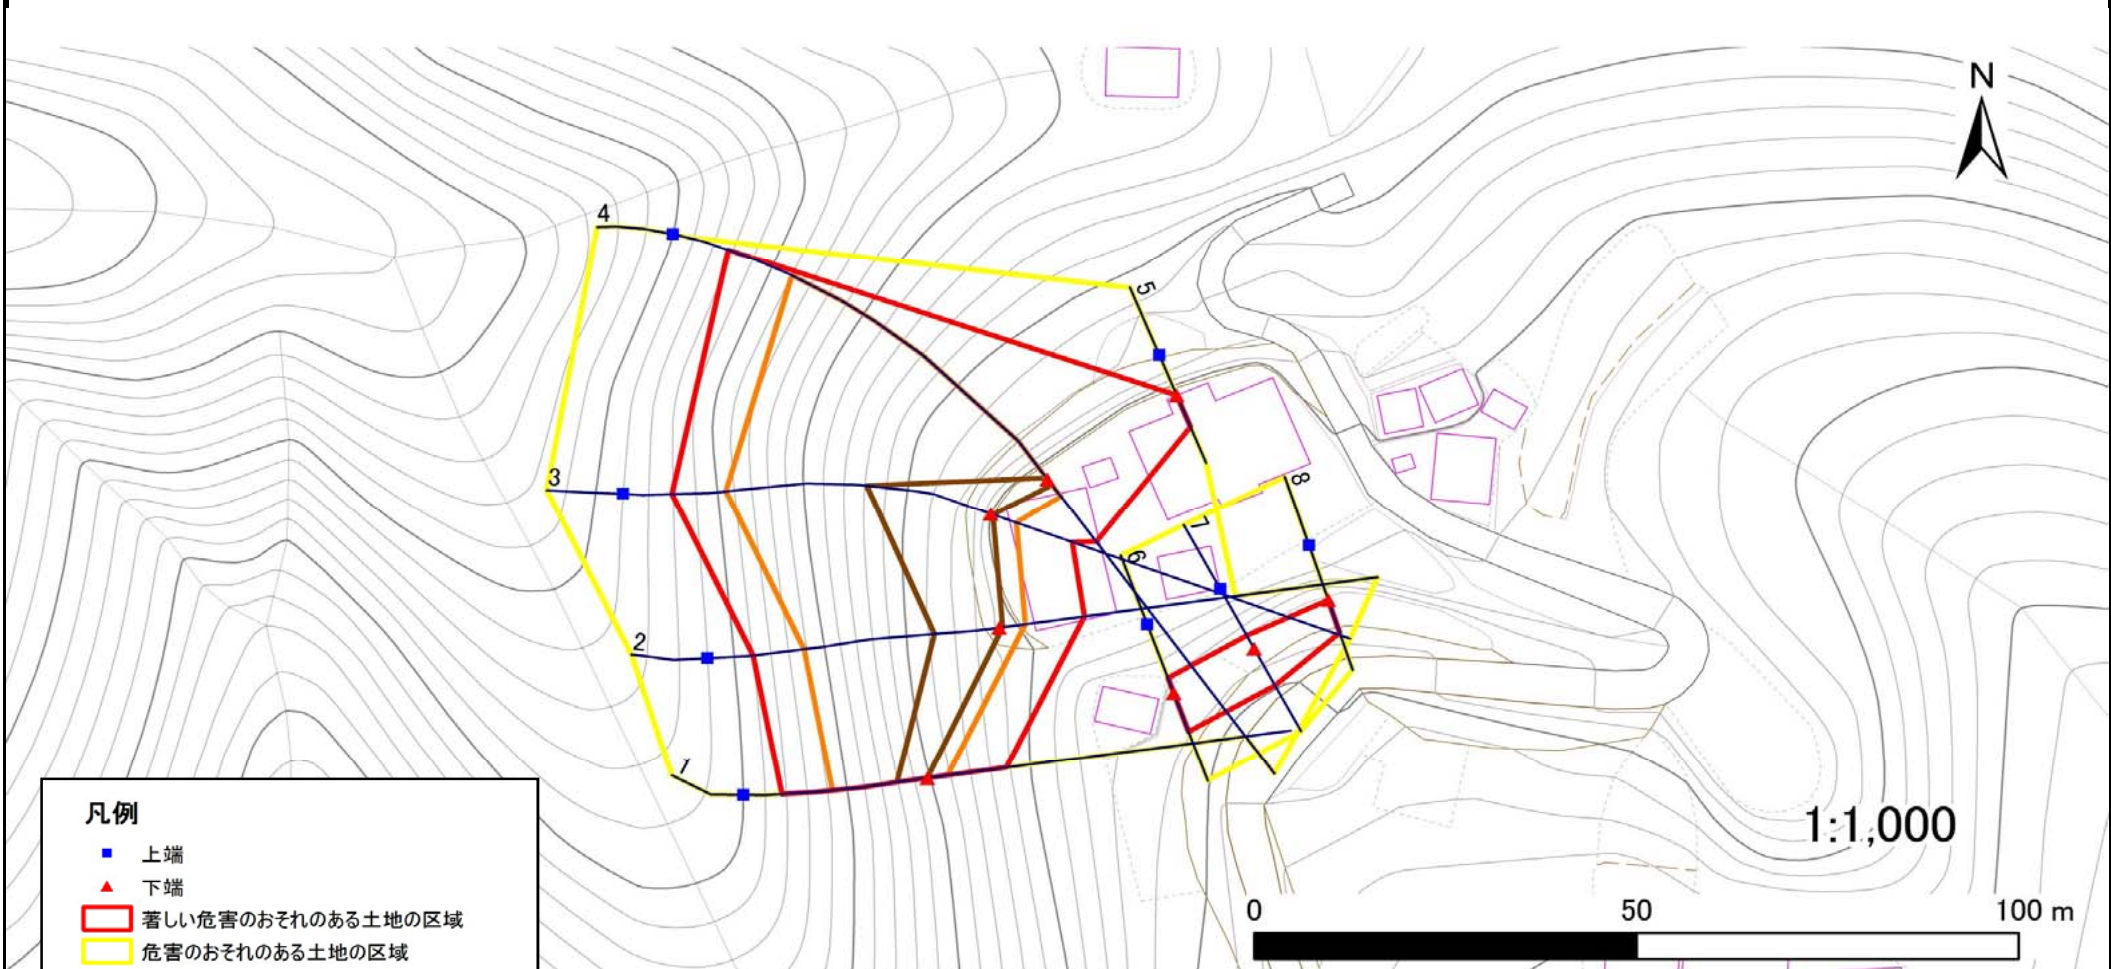 N
4
5
3
8
7
6
2
1
凡例
上端
下端
著しい危害のおそれのある土地の区域
危害のおそれのある土地の区域
1:1,000
0 50 100 m